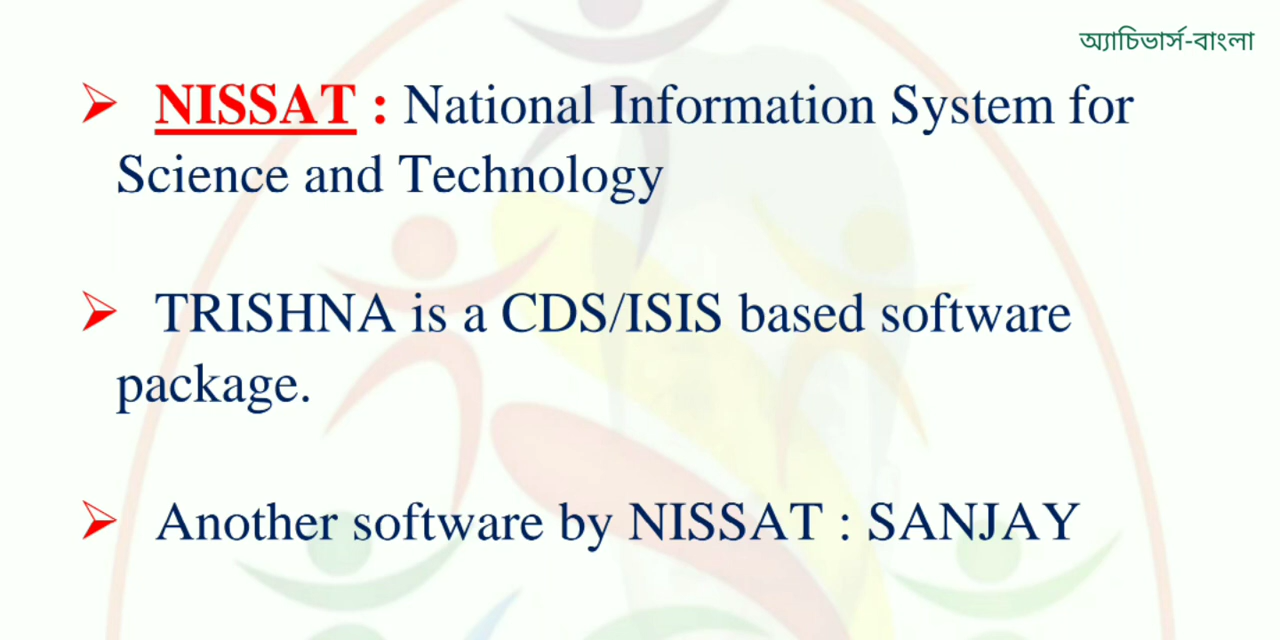 অ্যাচিভার্স-বাংলা
➢ NISSAT : National Information System for
Science and Technology
➢ TRISHNA is a CDS/ISIS based software
package.
➢ Another software by NISSAT : SANJAY